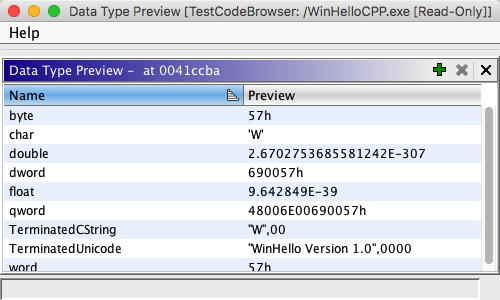 Data Type Preview [TestCodeBrowser: /WinHelloCPP.exe [Read-Only]]
Help
Data Type Preview – at 0041ccba
Name Preview
byte 57h
char 'W'
double 2.6702753685581242E-307
dword 690057h
float 9.642849E-39
qword 48006E00690057h
TerminatedCString "W",00
TerminatedUnicode "WinHello Version 1.0",0000
word 57h